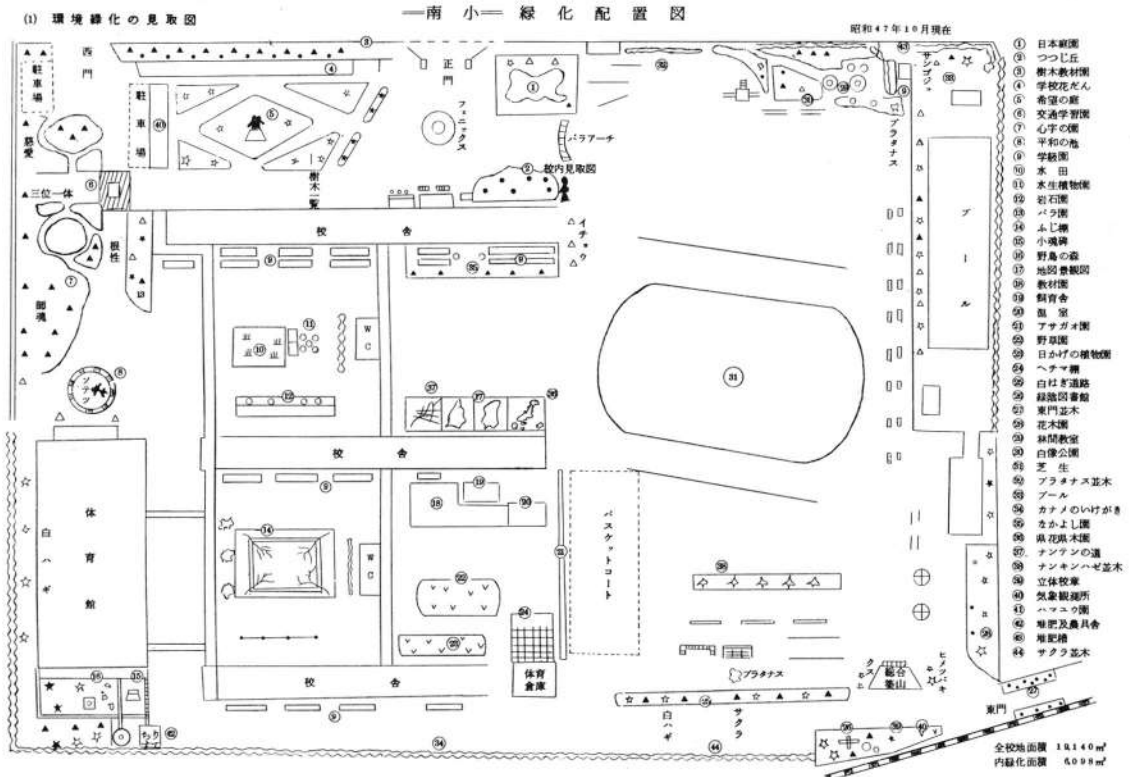 (1) 環境緑化の見取図
南小 緑化配置図
昭和47年10月現在
① 日本庭園
② つつじ丘
③ 樹木教材園
④ 学校花だん
⑤ 希望の庭
⑥ 交通学習園
⑦ 心字の園
⑧ 平和の池
⑨ 学級園
⑩ 水田
⑪ 水生植物園
⑫ 岩石園
⑬ バラ園
⑭ ふじ棚
⑮ 小魂碑
⑯ 野鳥の森
⑰ 地図景観図
⑱ 教材園
⑲ 飼育舎
⑳ 温室
㉑ アサガオ園
㉒ 野草園
㉓ 日かげの植物園
㉔ ヘチマ棚
㉕ 白はぎ道路
㉖ 緑陰図書館
㉗ 東門並木
㉘ 花木園
㉙ 林間教室
㉚ 白像公園
㉛ 芝生
㉜ プラタナス並木
㉝ プール
㉞ カナメのいけがき
㉟ なかよし園
㊱ 県花県木園
㊲ ナンテンの道
㊳ ナンキンハゼ並木
㊴ 立体校章
㊵ 気象観測所
㊶ ハマユウ園
㊷ 堆肥及農具舎
㊸ 堆肥槽
㊹ サクラ並木
西門
正門
駐車場
駐車場
慈愛
三位一体
根性
師魂
樹木一覧
フェニックス
バラアーチ
校内見取図
サンゴジュ
プラタナス
イチョウ
プール
校舎
WC
ソテツ
校舎
体育館
白ハギ
WC
バスケットコート
体育倉庫
校舎
プラタナス
クス
総合築山
ヒメツバキ
白ハギ
サクラ
東門
全校地面積 19,140㎡
内緑化面積 6,098㎡